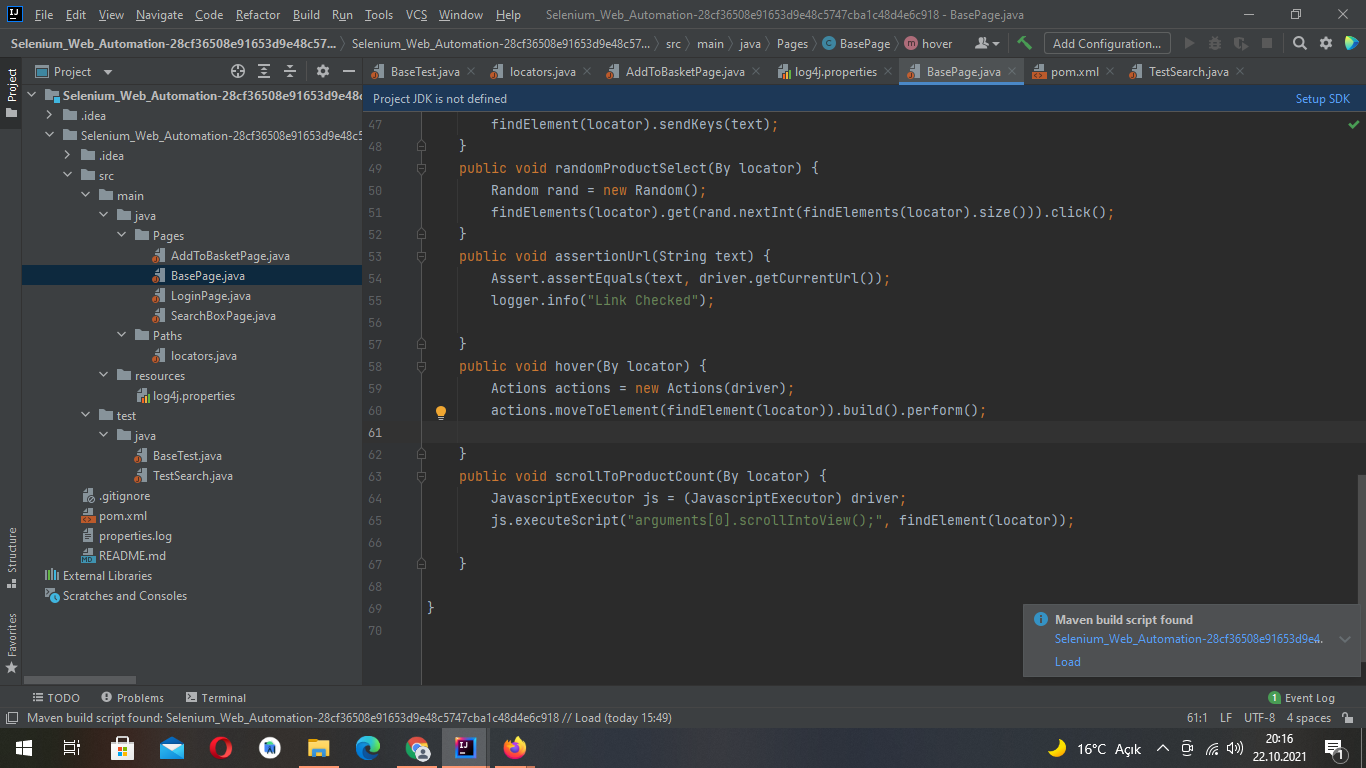 File Edit View Navigate Code Refactor Build Run Tools VCS Window Help Selenium_Web_Automation-28cf36508e91653d9e48c5747cba1c48d4e6c918 - BasePage.java
Selenium_Web_Automation-28cf36508e91653d9e48c57... Selenium_Web_Automation-28cf36508e91653d9e48c57... src main java Pages BasePage hover Add Configuration...
Project
Project
BaseTest.java locators.java AddToBasketPage.java log4j.properties BasePage.java pom.xml TestSearch.java
Project JDK is not defined Setup SDK
Selenium_Web_Automation-28cf36508e91653d9e48c
.idea
Selenium_Web_Automation-28cf36508e91653d9e48c5
.idea
src
main
java
Pages
AddToBasketPage.java
BasePage.java
LoginPage.java
SearchBoxPage.java
Paths
locators.java
resources
log4j.properties
test
java
BaseTest.java
TestSearch.java
.gitignore
pom.xml
properties.log
README.md
External Libraries
Scratches and Consoles
Structure
Favorites
47 findElement(locator).sendKeys(text);
48 }
49 public void randomProductSelect(By locator) {
50 Random rand = new Random();
51 findElements(locator).get(rand.nextInt(findElements(locator).size())).click();
52 }
53 public void assertionUrl(String text) {
54 Assert.assertEquals(text, driver.getCurrentUrl());
55 logger.info("Link Checked");
56
57 }
58 public void hover(By locator) {
59 Actions actions = new Actions(driver);
60 actions.moveToElement(findElement(locator)).build().perform();
61
62 }
63 public void scrollToProductCount(By locator) {
64 JavascriptExecutor js = (JavascriptExecutor) driver;
65 js.executeScript("arguments[0].scrollIntoView();", findElement(locator));
66
67 }
68
69 }
70
Maven build script found
Selenium_Web_Automation-28cf36508e91653d9e4.
Load
TODO Problems Terminal 1 Event Log
Maven build script found: Selenium_Web_Automation-28cf36508e91653d9e48c5747cba1c48d4e6c918 // Load (today 15:49) 61:1 LF UTF-8 4 spaces
16°C Açık 20:16
22.10.2021 1